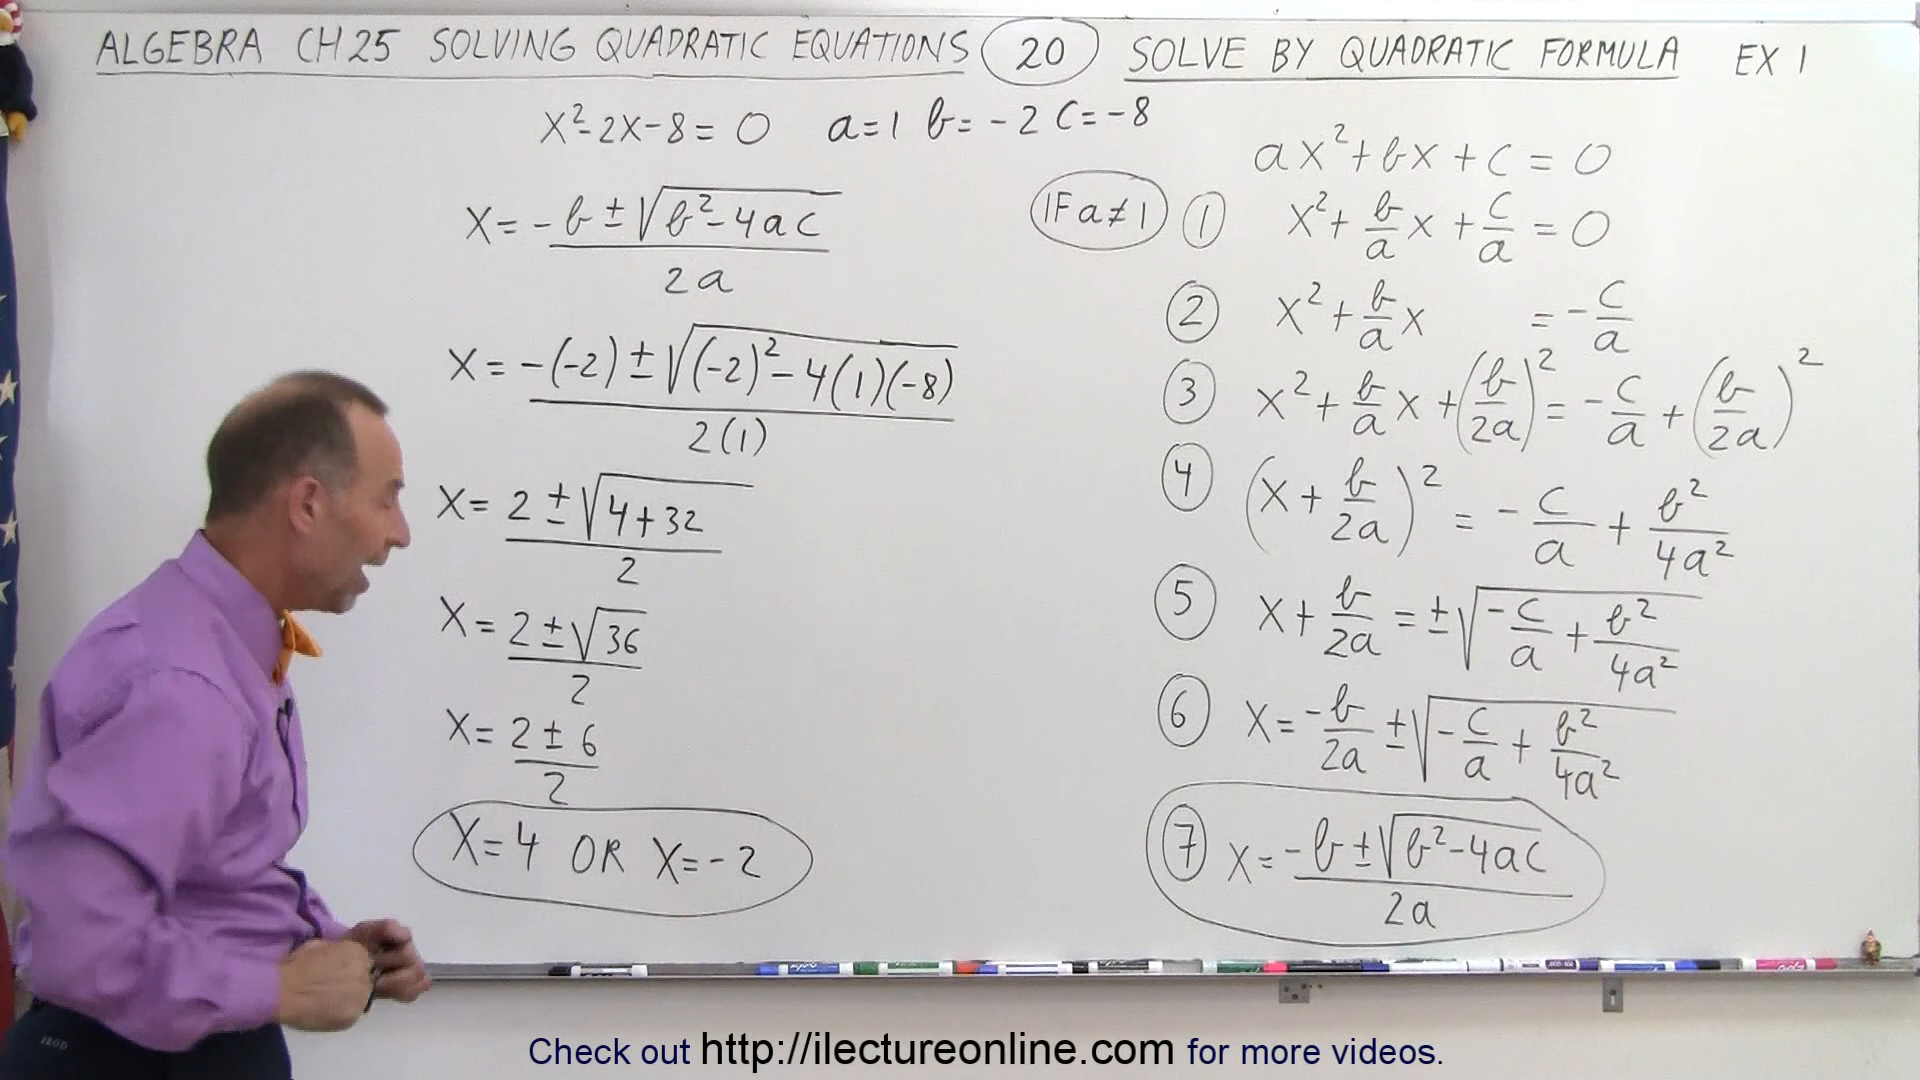 ALGEBRA CH 25 SOLVING QUADRATIC EQUATIONS 20 SOLVE BY QUADRATIC FORMULA EX 1
x²-2x-8=0 a=1 b=-2 c=-8
x = (-b ± √(b²-4ac)) / 2a
x = (-(-2) ± √((-2)²-4(1)(-8))) / 2(1)
x = (2 ± √(4+32)) / 2
x = (2 ± √36) / 2
x = (2 ± 6) / 2
x=4 OR x=-2
ax²+bx+c=0
IF a≠1 ① x² + b/a x + c/a = 0
② x² + b/a x = -c/a
③ x² + b/a x + (b/2a)² = -c/a + (b/2a)²
④ (x + b/2a)² = -c/a + b²/4a²
⑤ x + b/2a = ±√(-c/a + b²/4a²)
⑥ x = -b/2a ± √(-c/a + b²/4a²)
⑦ x = (-b ± √(b²-4ac)) / 2a
IZOD
Check out http://ilectureonline.com for more videos.